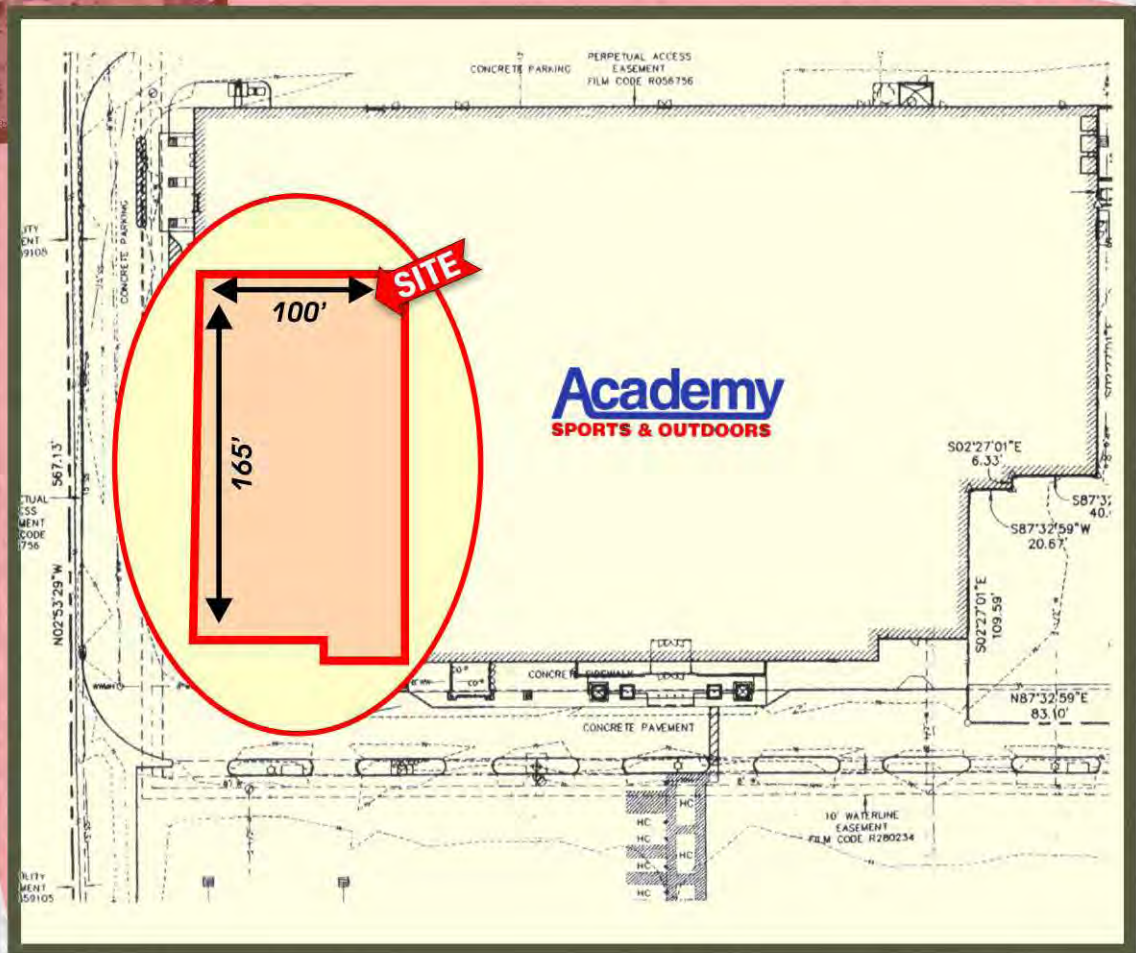 PERPETUAL ACCESS
EASEMENT
FILM CODE R056756
CONCRETE PARKING
CONCRETE PARKING
SITE
100'
165'
Academy
SPORTS & OUTDOORS
567.13'
N02°53'29"W
S02°27'01"E
6.33'
S87°32'59"W
20.67'
S02°27'01"E
109.59'
N87°32'59"E
83.10'
CONCRETE SIDEWALK
CONCRETE PAVEMENT
10' WATERLINE
EASEMENT
FILM CODE R280234
HC
HC
HC
HC
HC
HC
HC